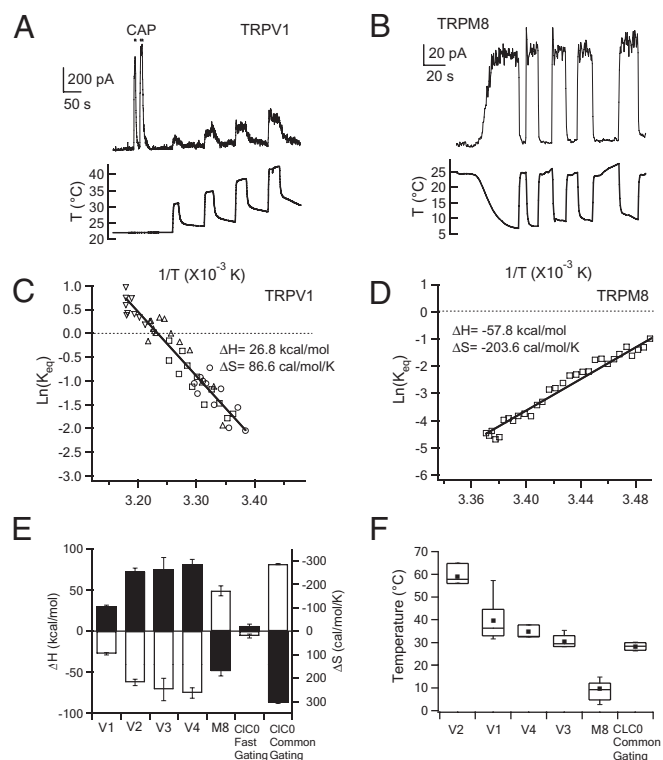 A
CAP
TRPV1
200 pA
50 s
T (°C)
40
35
30
25
20
B
TRPM8
20 pA
20 s
T (°C)
25
20
15
10
5
1/T (X10⁻³ K)
C
TRPV1
Ln(Keq)
1.0
0.5
0.0
-0.5
-1.0
-1.5
-2.0
-2.5
-3.0
ΔH= 26.8 kcal/mol
ΔS= 86.6 cal/mol/K
3.20 3.30 3.40
1/T (X10⁻³ K)
D
TRPM8
Ln(Keq)
1
0
-1
-2
-3
-4
-5
-6
ΔH= -57.8 kcal/mol
ΔS= -203.6 cal/mol/K
3.36 3.40 3.44 3.48
E
ΔH (kcal/mol)
100
50
0
-50
-100
-300
-200
-100
0
100
200
300
ΔS (cal/mol/K)
V1 V2 V3 V4 M8 ClC0 Fast Gating ClC0 Common Gating
F
Temperature (°C)
70
60
50
40
30
20
10
0
V2 V1 V4 V3 M8 CLC0 Common Gating